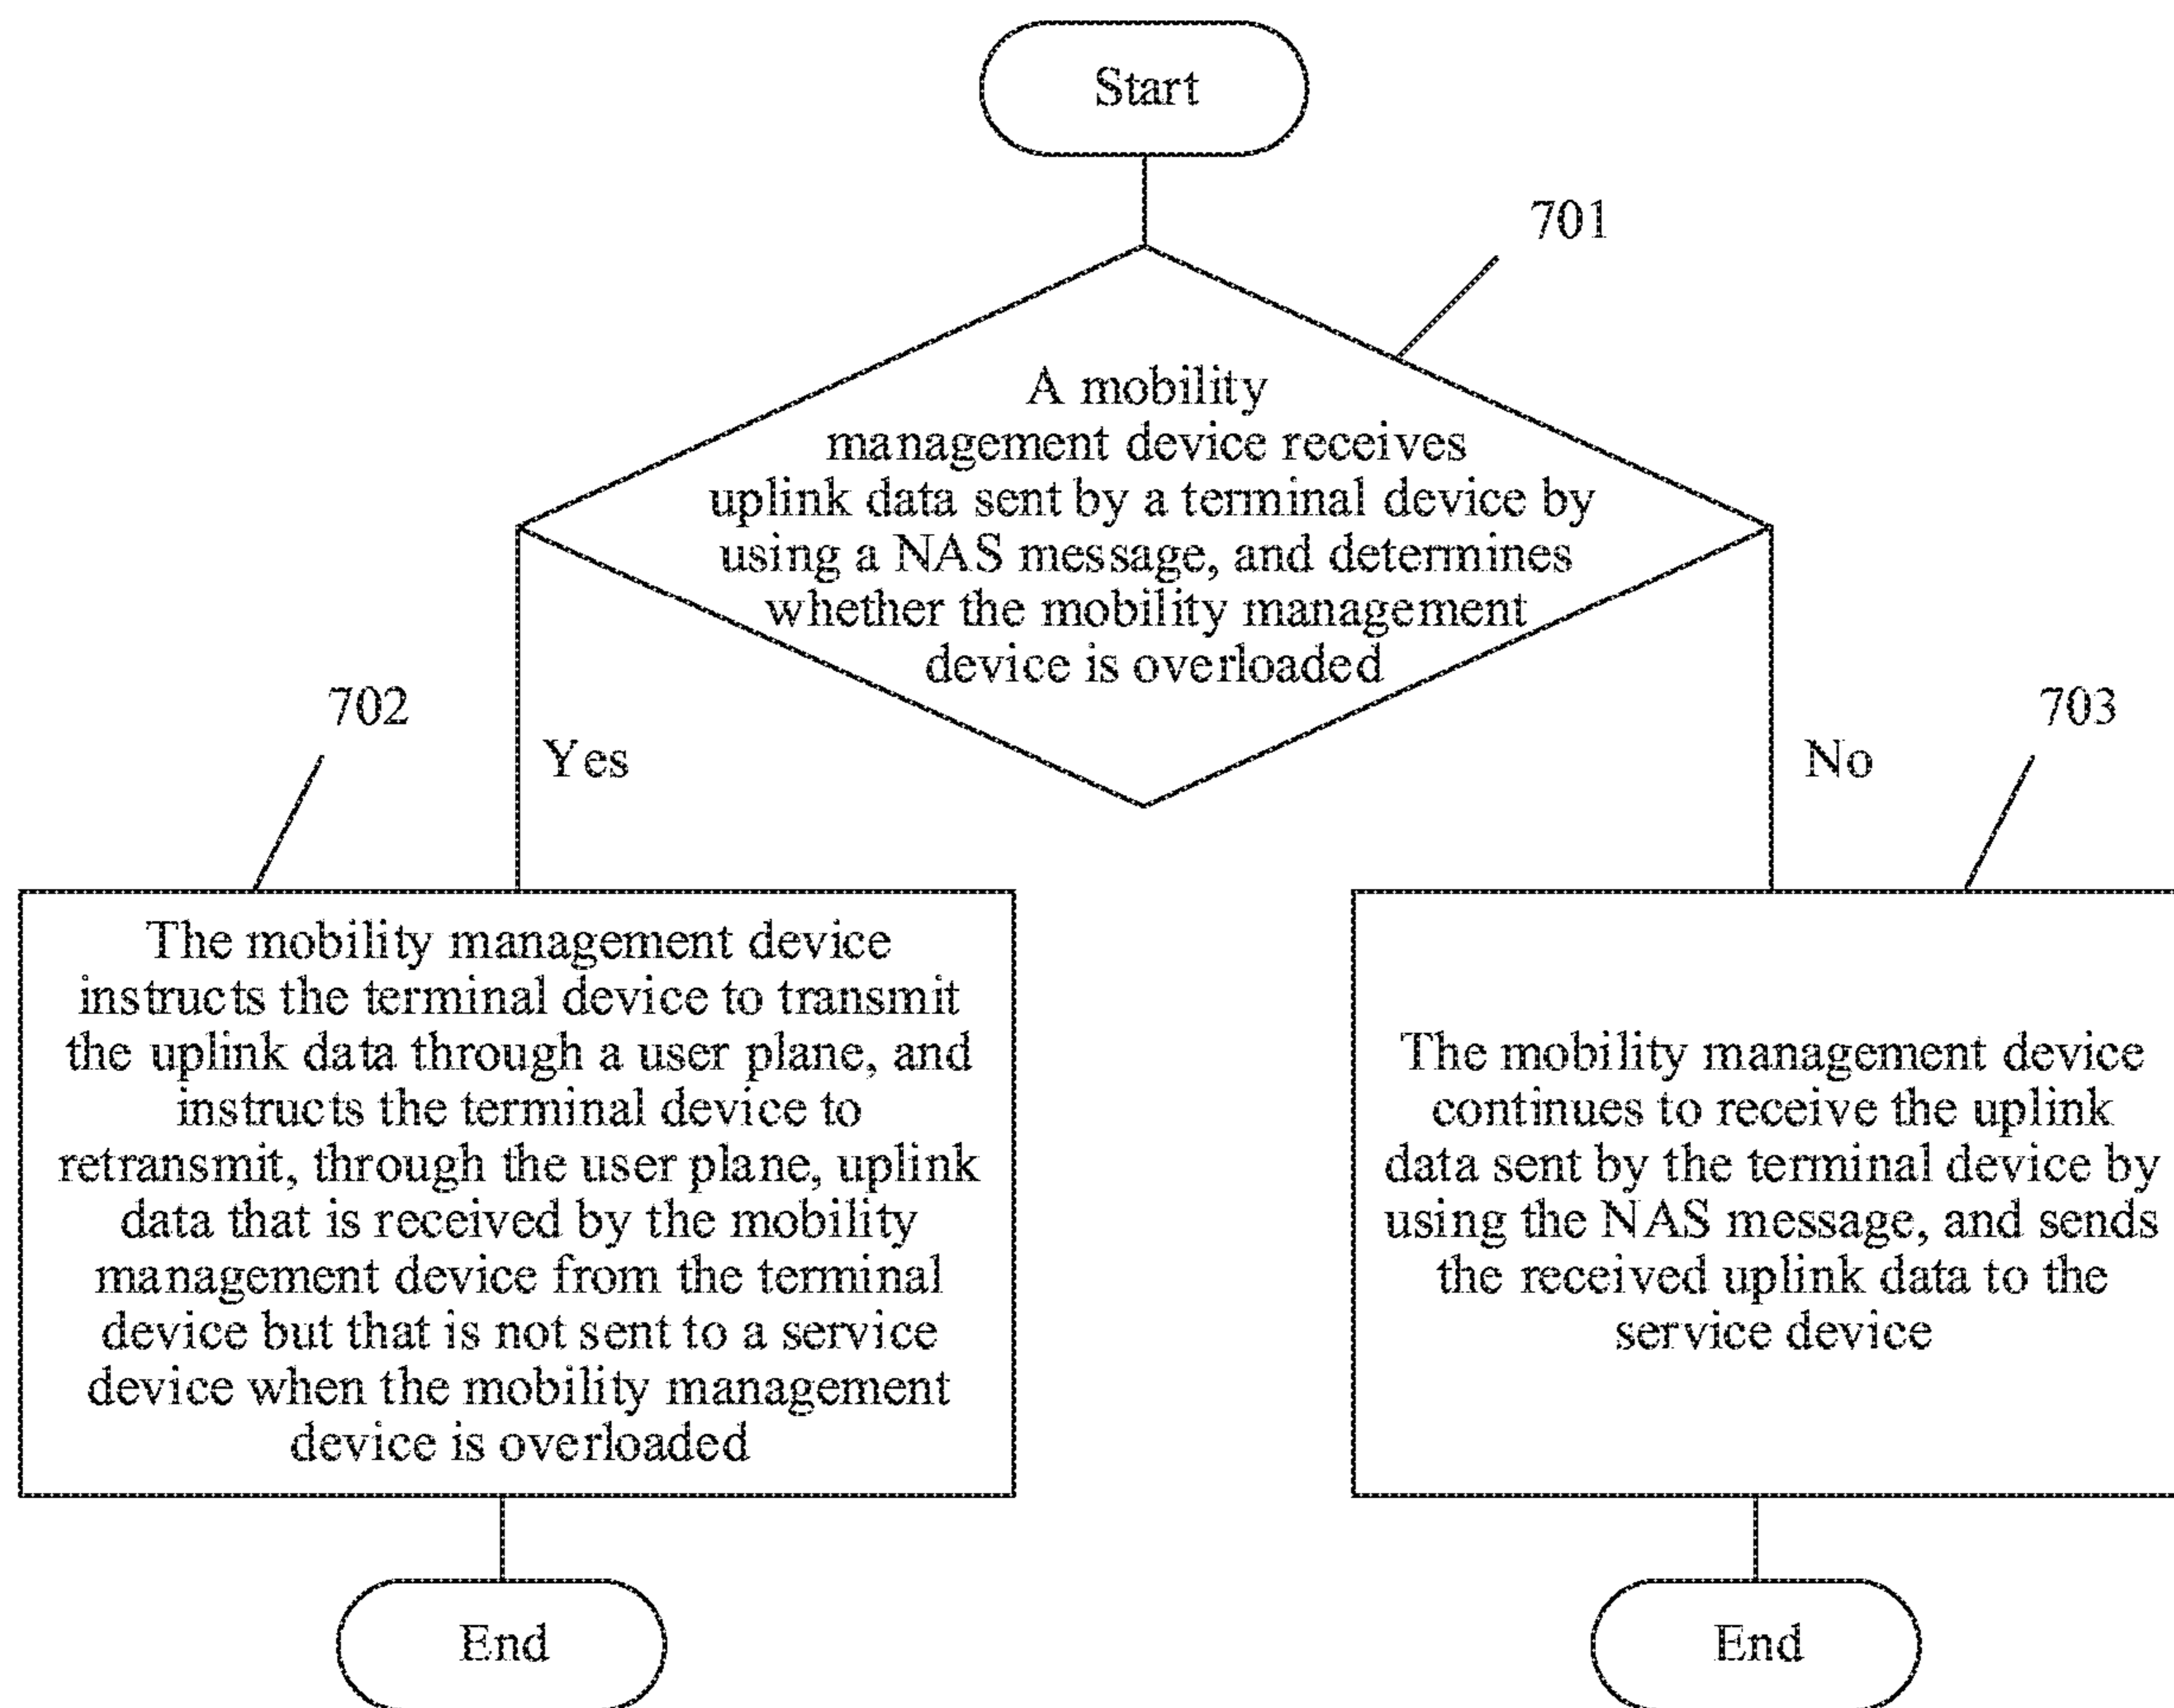 Start
701
A mobility
management device receives
uplink data sent by a terminal device by
using a NAS message, and determines
whether the mobility management
device is overloaded
702
Yes
No
703
The mobility management device
instructs the terminal device to transmit
the uplink data through a user plane, and
instructs the terminal device to
retransmit, through the user plane, uplink
data that is received by the mobility
management device from the terminal
device but that is not sent to a service
device when the mobility management
device is overloaded
The mobility management device
continues to receive the uplink
data sent by the terminal device by
using the NAS message, and sends
the received uplink data to the
service device
End
End